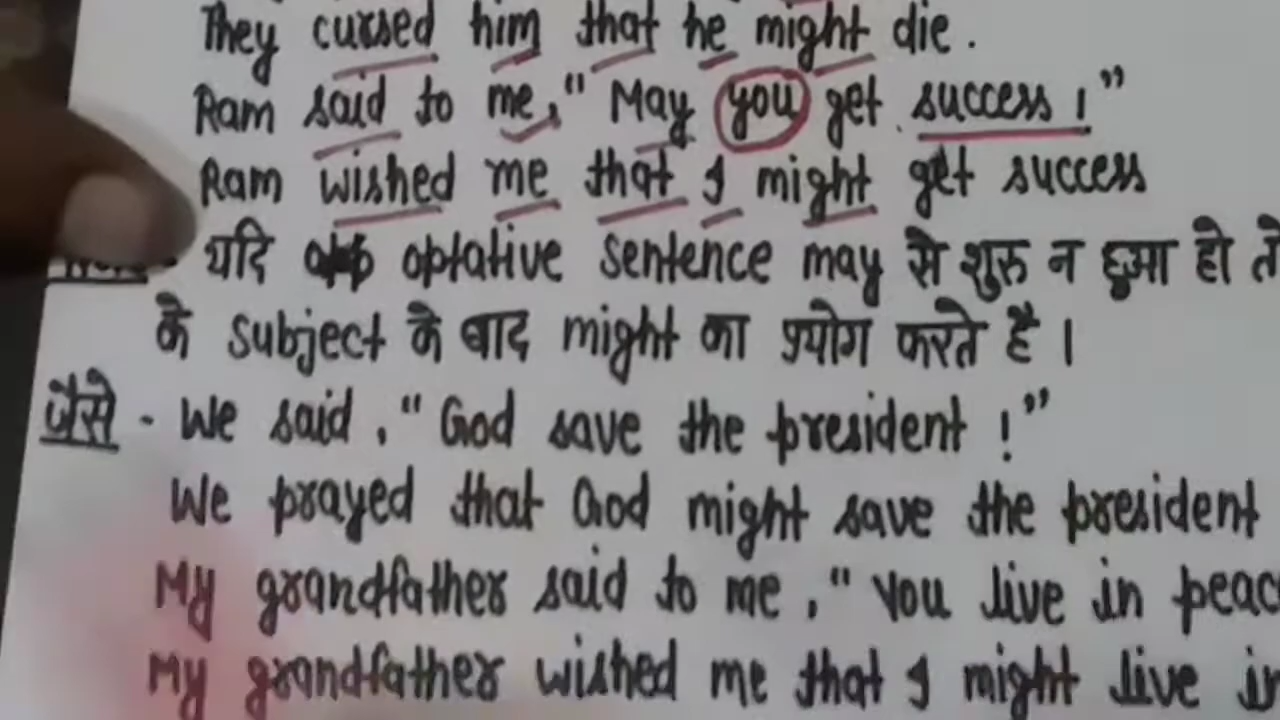 They cursed him that he might die.
Ram said to me, " May you get success ! "
Ram wished me that I might get success
यदि optative sentence may से शुरू न हुआ हो तो
के subject के बाद might का प्रयोग करते है ।
जैसे - We said , " God save the president ! "
We prayed that God might save the president
My grandfather said to me , " You live in peac
My grandfather wished me that I might live in